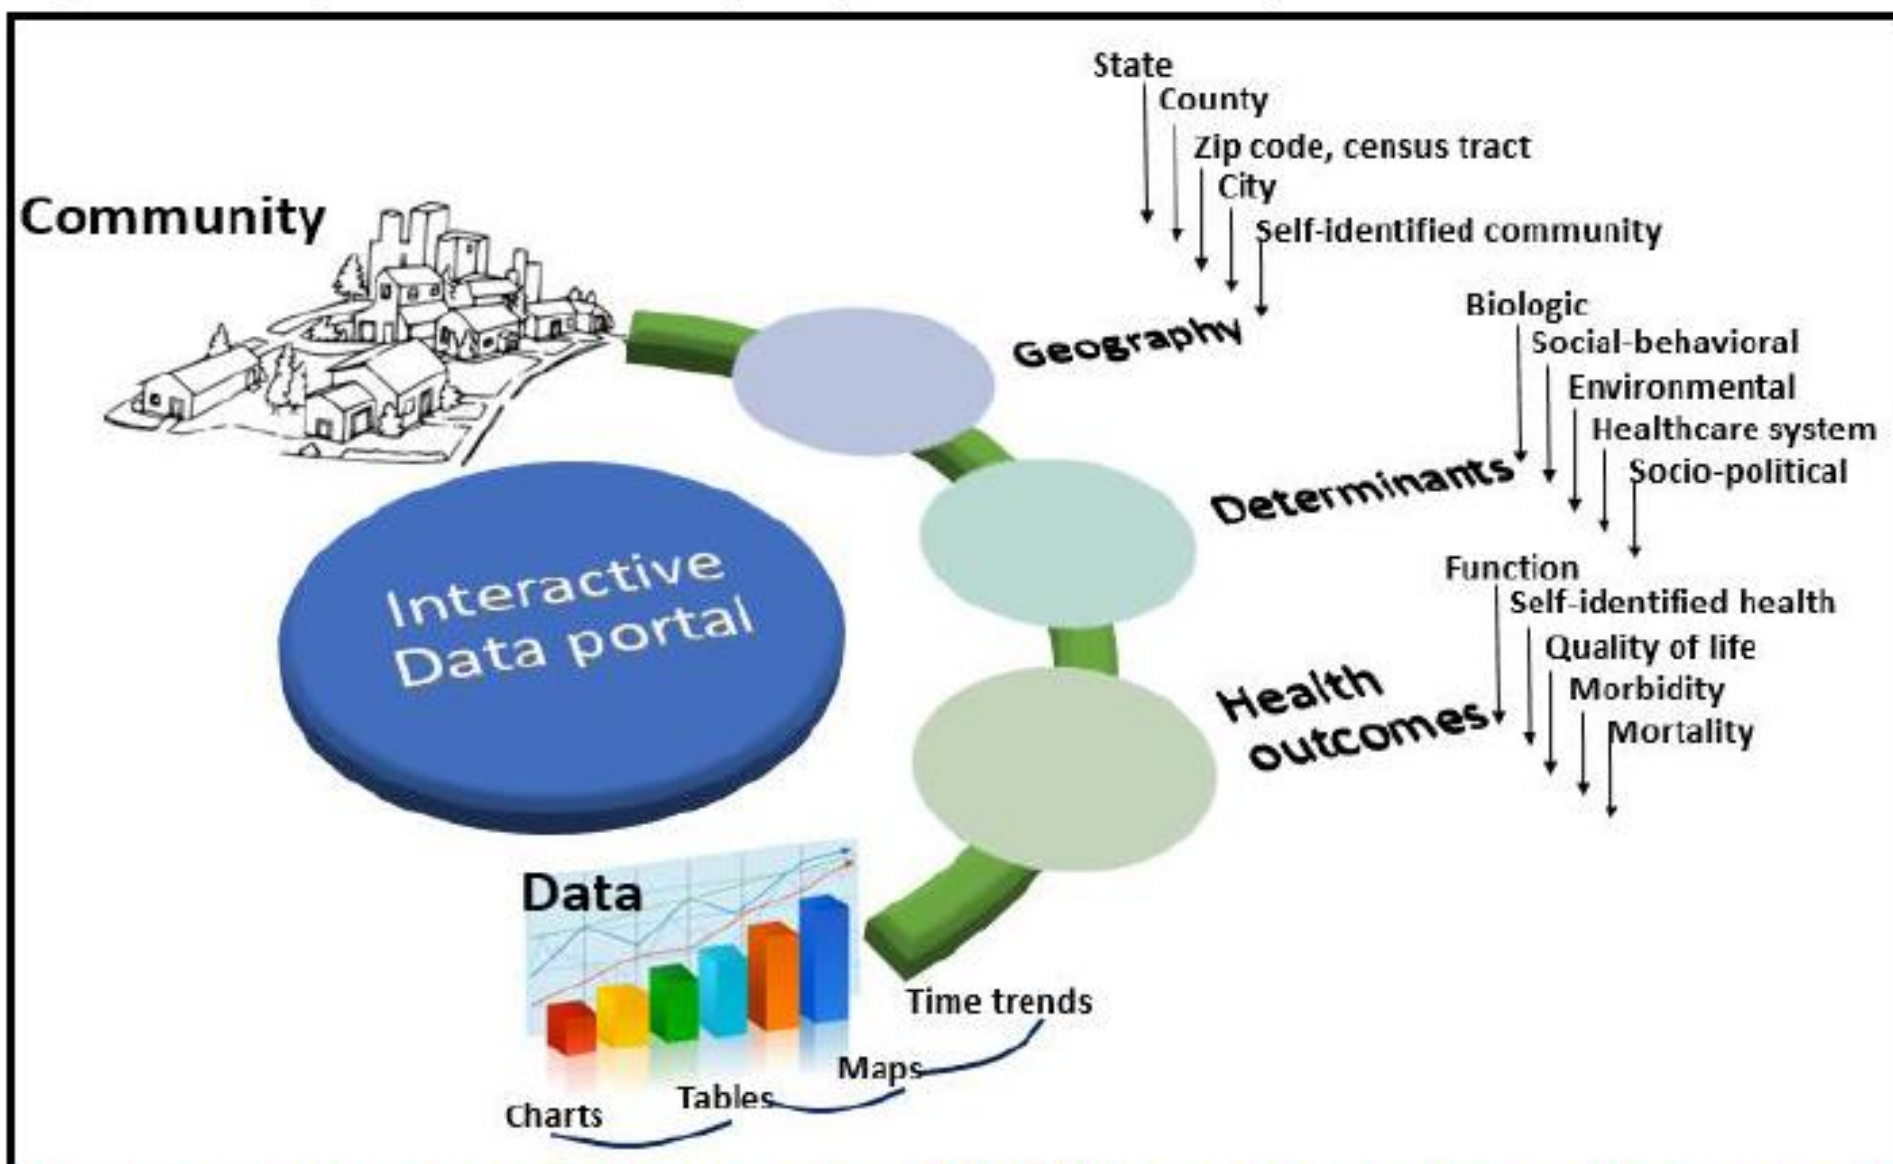 Community
State
County
Zip code, census tract
City
Self-identified community
Geography
Biologic
Social-behavioral
Environmental
Healthcare system
Socio-political
Determinants
Function
Self-identified health
Quality of life
Morbidity
Mortality
Health
outcomes
Interactive
Data portal
Data
Time trends
Maps
Tables
Charts